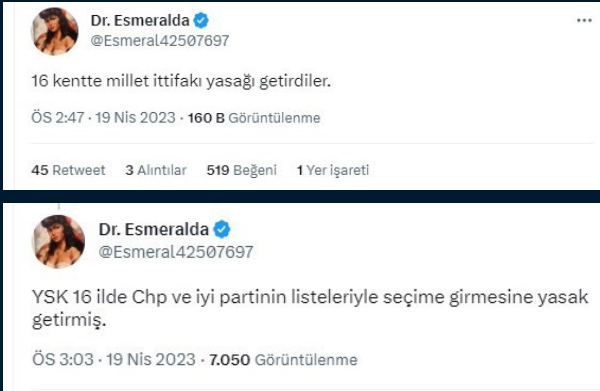 Dr. Esmeralda
@Esmeral42507697
16 kentte millet ittifakı yasağı getirdiler.
ÖS 2:47 · 19 Nis 2023 · 160 B Görüntülenme
45 Retweet 3 Alıntılar 519 Beğeni 1 Yer işareti
Dr. Esmeralda
@Esmeral42507697
YSK 16 ilde Chp ve iyi partinin listeleriyle seçime girmesine yasak
getirmiş.
ÖS 3:03 · 19 Nis 2023 · 7.050 Görüntülenme